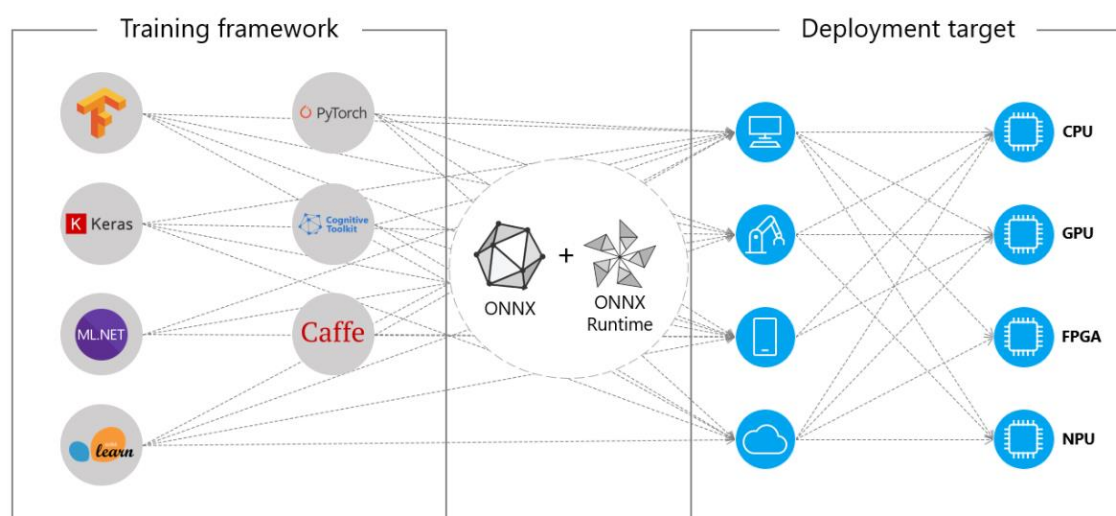 Training framework
Deployment target
PyTorch
CPU
K Keras
Cognitive
Toolkit
GPU
ONNX
+
ONNX
Runtime
ML.NET
Caffe
FPGA
learn
NPU